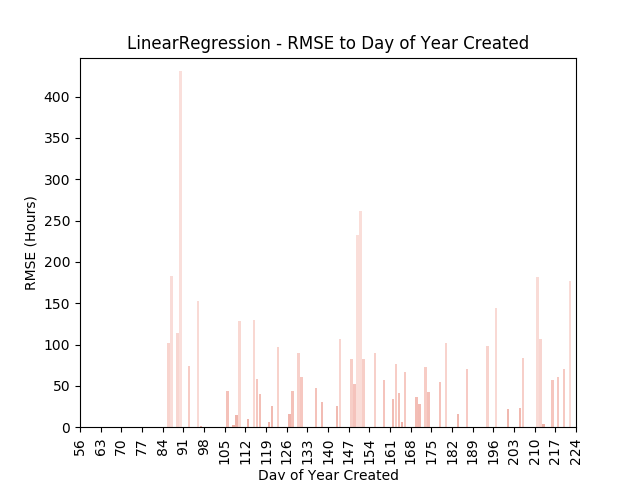 LinearRegression - RMSE to Day of Year Created
RMSE (Hours)
400
350
300
250
200
150
100
50
0
56 63 70 77 84 91 98 105 112 119 126 133 140 147 154 161 168 175 182 189 196 203 210 217 224
Day of Year Created